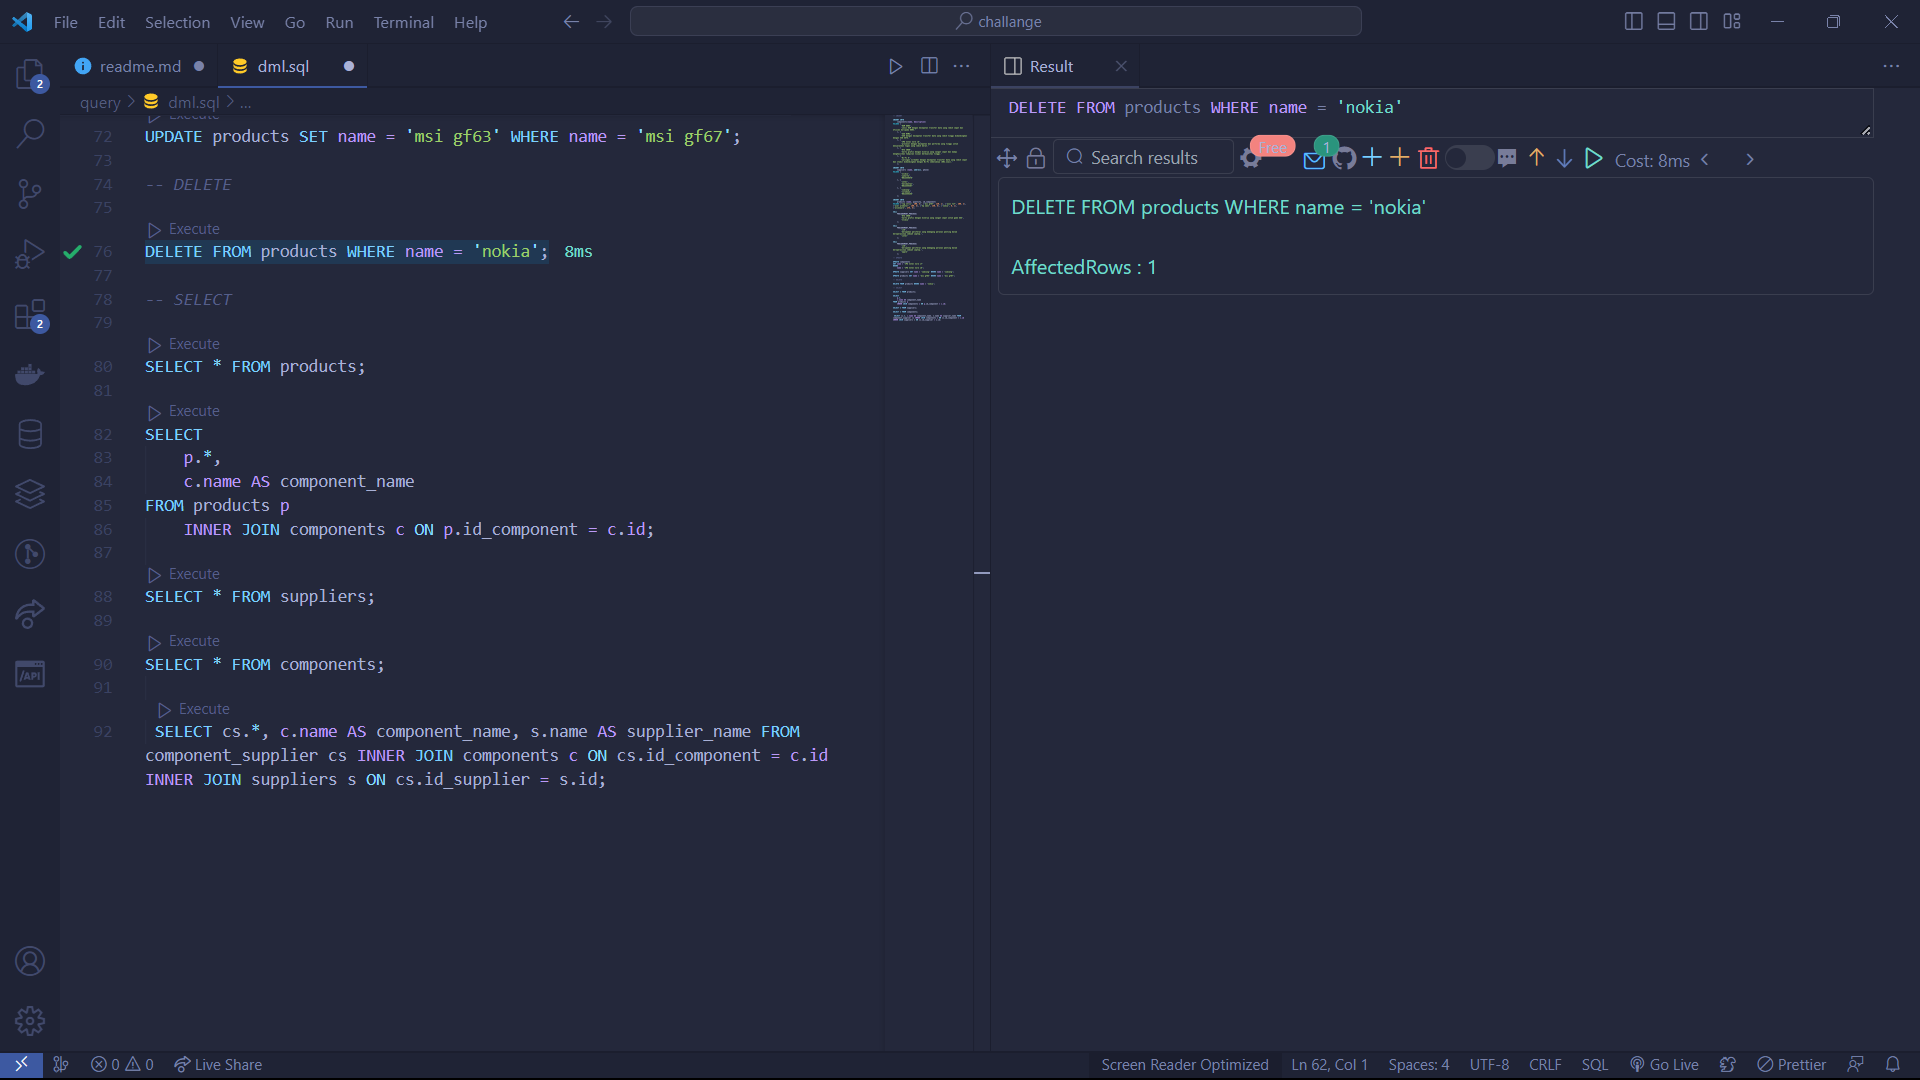 File Edit Selection View Go Run Terminal Help
challange
readme.md
dml.sql
Result
query > dml.sql > ...
Execute
72 UPDATE products SET name = 'msi gf63' WHERE name = 'msi gf67';
73
74 -- DELETE
75
Execute
76 DELETE FROM products WHERE name = 'nokia'; 8ms
77
78 -- SELECT
79
Execute
80 SELECT * FROM products;
81
Execute
82 SELECT
83 p.*,
84 c.name AS component_name
85 FROM products p
86 INNER JOIN components c ON p.id_component = c.id;
87
Execute
88 SELECT * FROM suppliers;
89
Execute
90 SELECT * FROM components;
91
Execute
92 SELECT cs.*, c.name AS component_name, s.name AS supplier_name FROM
component_supplier cs INNER JOIN components c ON cs.id_component = c.id
INNER JOIN suppliers s ON cs.id_supplier = s.id;
DELETE FROM products WHERE name = 'nokia'
Search results
Free
1
Cost: 8ms
DELETE FROM products WHERE name = 'nokia'
AffectedRows : 1
2
2
/API
0 0 Live Share
Screen Reader Optimized Ln 62, Col 1 Spaces: 4 UTF-8 CRLF SQL Go Live Prettier